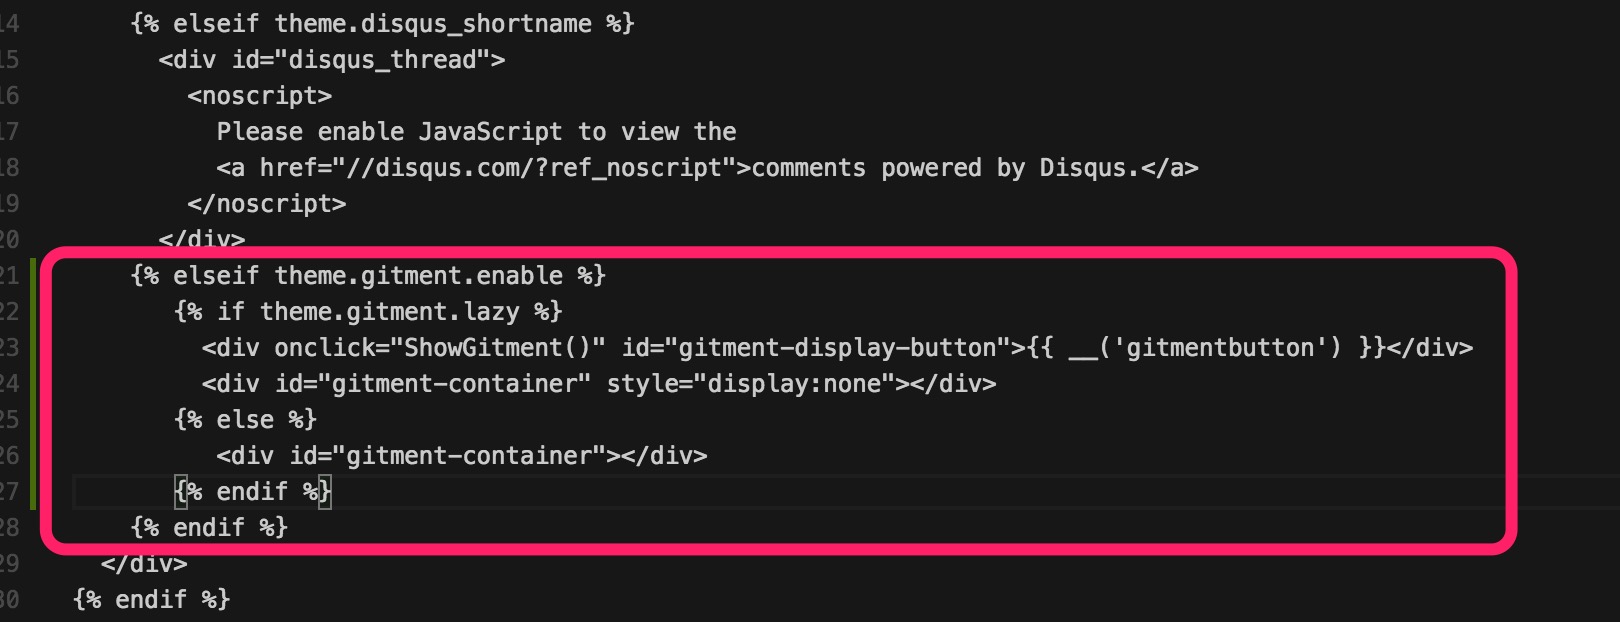 14 {% elseif theme.disqus_shortname %}
15 <div id="disqus_thread">
16 <noscript>
17 Please enable JavaScript to view the
18 <a href="//disqus.com/?ref_noscript">comments powered by Disqus.</a>
19 </noscript>
20 </div>
21 {% elseif theme.gitment.enable %}
22 {% if theme.gitment.lazy %}
23 <div onclick="ShowGitment()" id="gitment-display-button">{{ __('gitmentbutton') }}</div>
24 <div id="gitment-container" style="display:none"></div>
25 {% else %}
26 <div id="gitment-container"></div>
27 {% endif %}
28 {% endif %}
29 </div>
30 {% endif %}